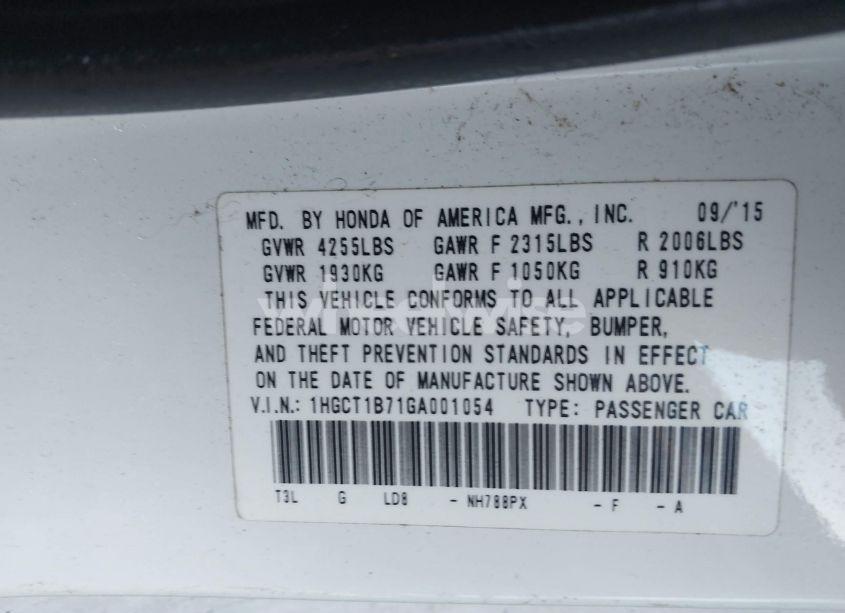 MFD. BY HONDA OF AMERICA MFG., INC. 09/'15
GVWR 4255LBS GAWR F 2315LBS R 2006LBS
GVWR 1930KG GAWR F 1050KG R 910KG
THIS VEHICLE CONFORMS TO ALL APPLICABLE
FEDERAL MOTOR VEHICLE SAFETY, BUMPER,
AND THEFT PREVENTION STANDARDS IN EFFECT
ON THE DATE OF MANUFACTURE SHOWN ABOVE.
V.I.N.: 1HGCT1B71GA001054 TYPE: PASSENGER CAR
T3L G LD8 - NH788PX - F - A